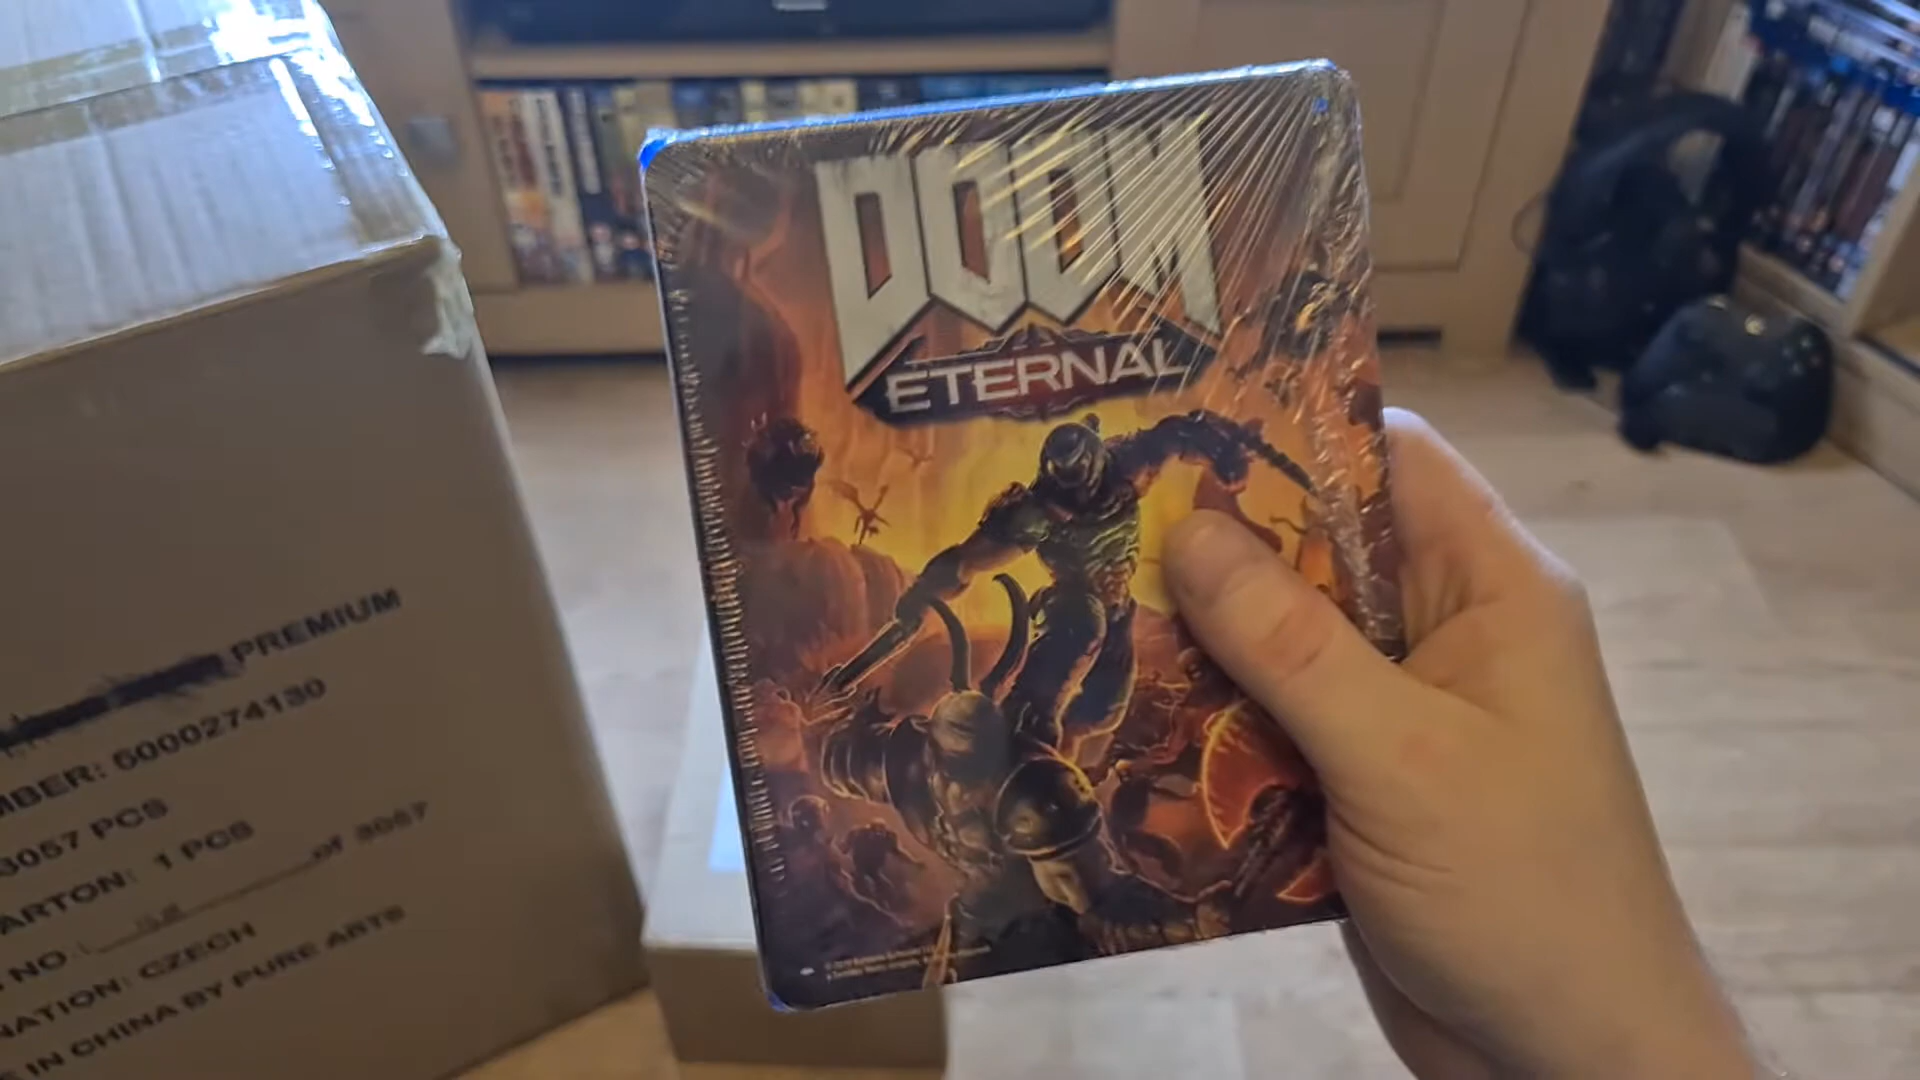 DOOM
ETERNAL
PREMIUM
MBER: 5000274130
3057 PCS
ARTON: 1 PCS
NO of 3057
NATION: CZECH
E IN CHINA BY PURE ARTS